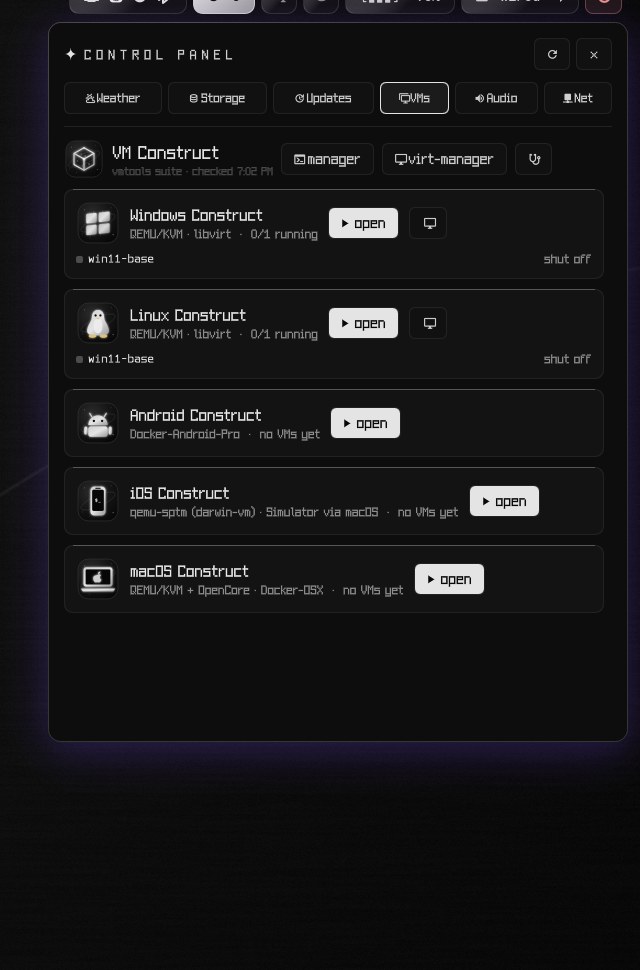 CONTROL PANEL
Weather Storage Updates VMs Audio Net
VM Construct
vmtools suite · checked 7:02 PM
manager virt-manager
Windows Construct
QEMU/KVM · libvirt · 0/1 running
open
win11-base shut off
Linux Construct
QEMU/KVM · libvirt · 0/1 running
open
win11-base shut off
Android Construct
Docker-Android-Pro · no VMs yet
open
iOS Construct
qemu-sptm (darwin-vm) · Simulator via macOS · no VMs yet
open
macOS Construct
QEMU/KVM + OpenCore · Docker-OSX · no VMs yet
open